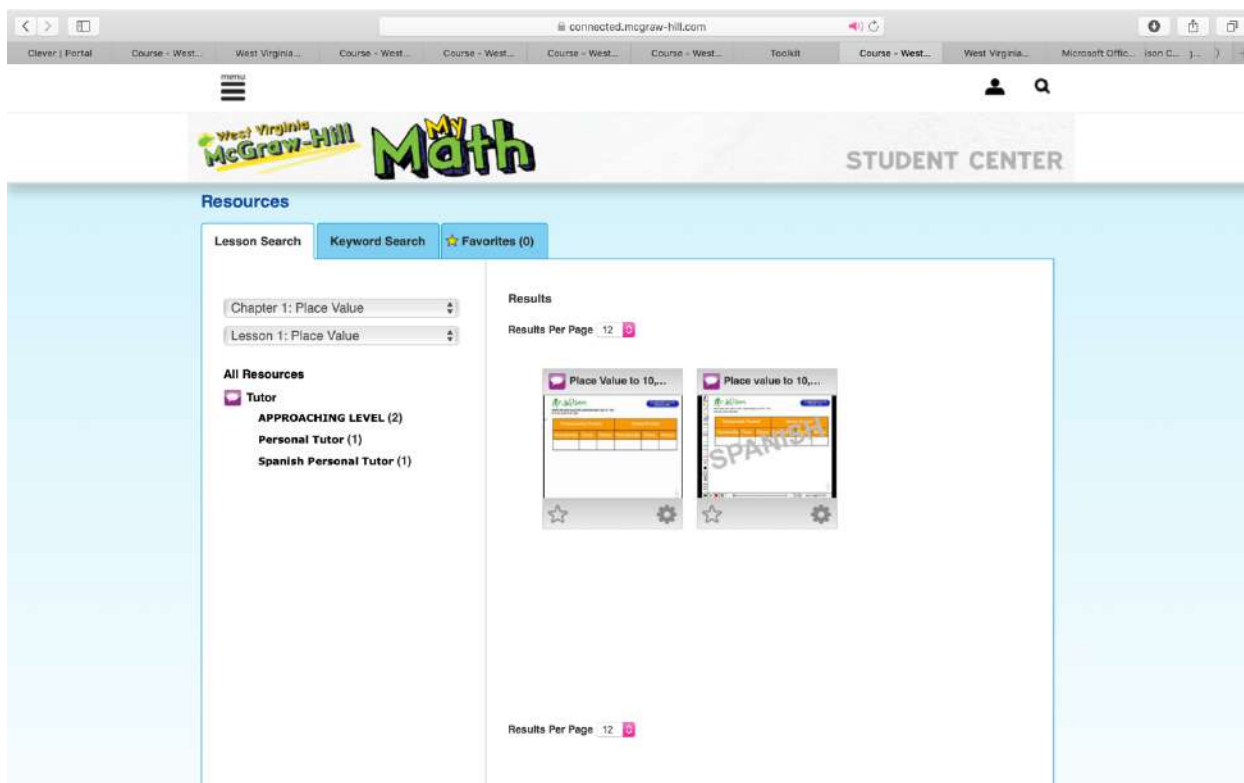 connected.mcgraw-hill.com
Clever | Portal
Course - West...
West Virginia...
Course - West...
Course - West...
Course - West...
Course - West...
Toolkit
Course - West...
West Virginia...
Microsoft Offic...
ison C...
menu
West Virginia
McGraw-Hill
My Math
STUDENT CENTER
Resources
Lesson Search
Keyword Search
Favorites (0)
Chapter 1: Place Value
Lesson 1: Place Value
All Resources
Tutor
APPROACHING LEVEL (2)
Personal Tutor (1)
Spanish Personal Tutor (1)
Results
Results Per Page 12
Place Value to 10,...
Place value to 10,...
SPANISH
Results Per Page 12